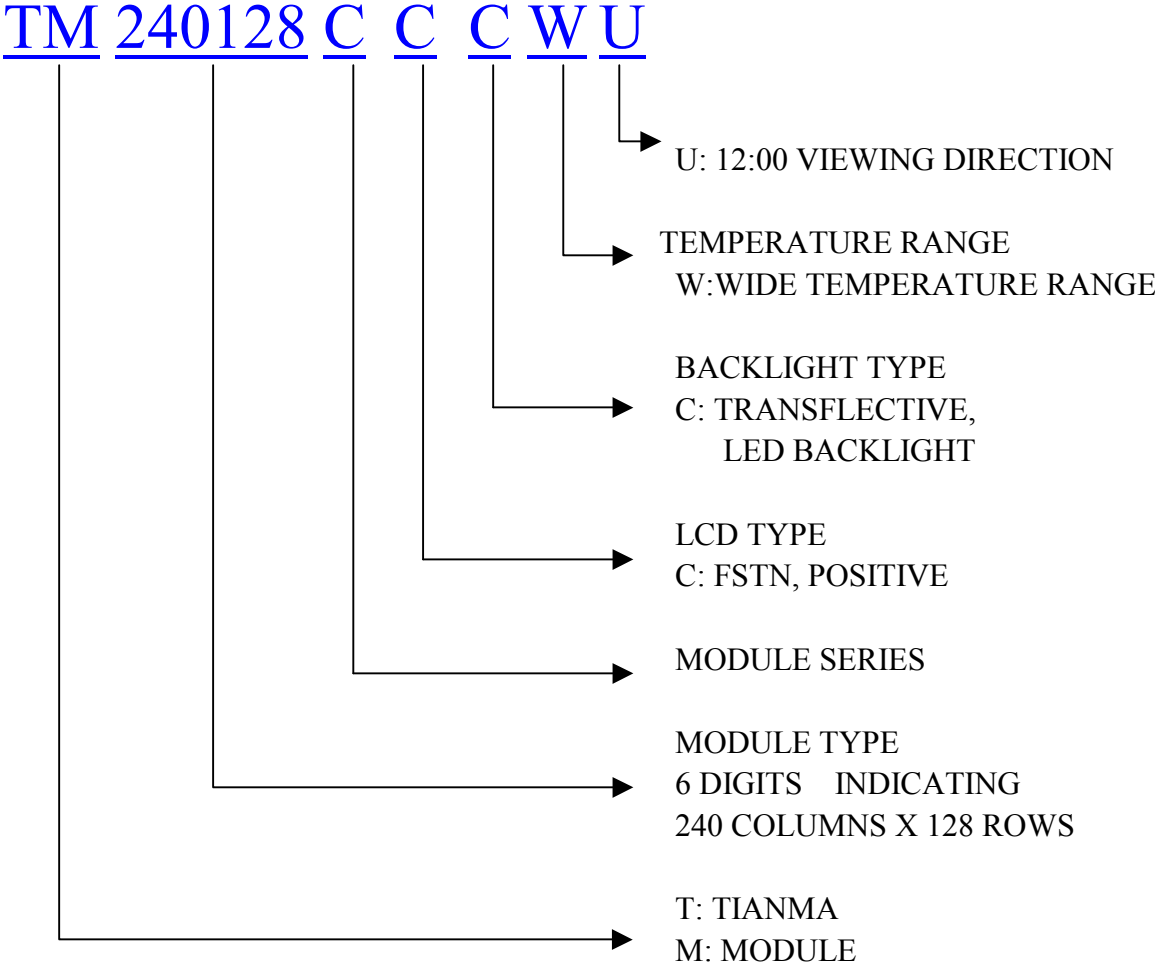 TM 240128 C C C W U
U: 12:00 VIEWING DIRECTION
TEMPERATURE RANGE
W:WIDE TEMPERATURE RANGE
BACKLIGHT TYPE
C: TRANSFLECTIVE,
LED BACKLIGHT
LCD TYPE
C: FSTN, POSITIVE
MODULE SERIES
MODULE TYPE
6 DIGITS INDICATING
240 COLUMNS X 128 ROWS
T: TIANMA
M: MODULE